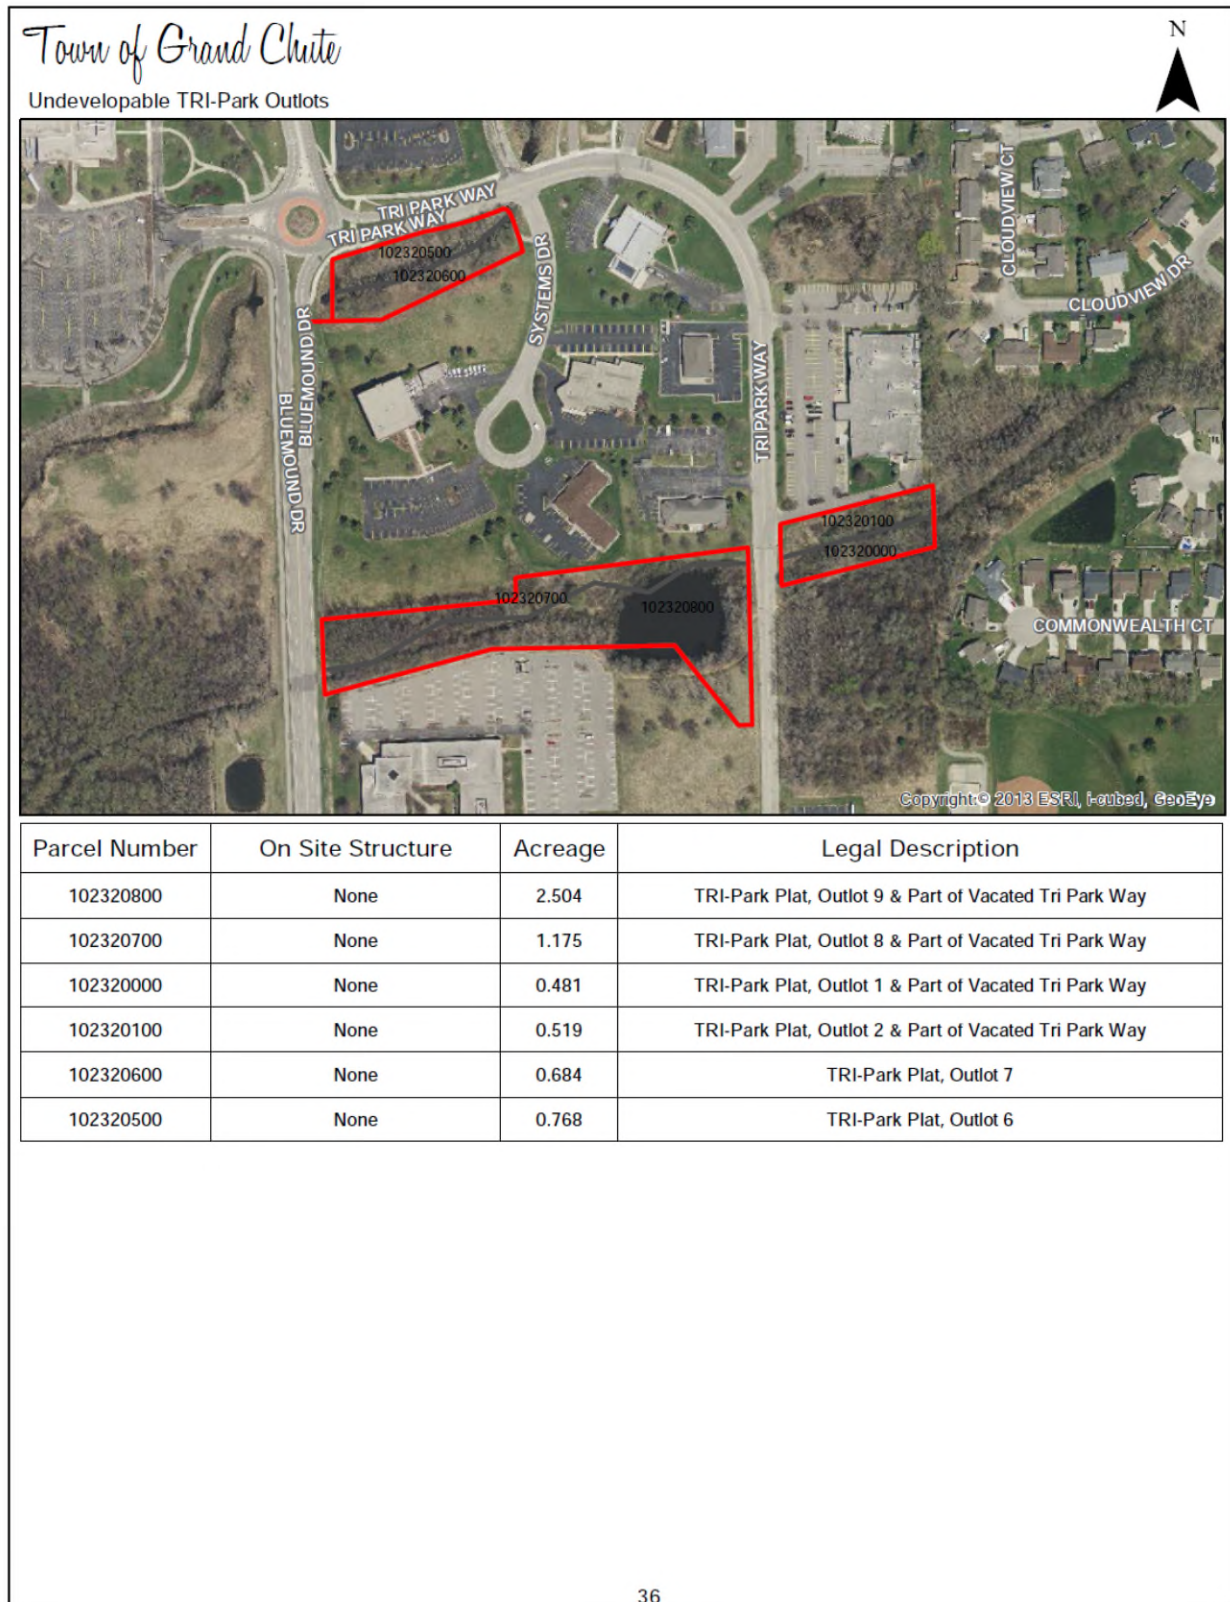 Town of Grand Chute
N
Undevelopable TRI-Park Outlots
TRI PARK WAY
TRI PARK WAY
102320500
102320600
SYSTEMS DR
BLUEMOUND DR
BLUEMOUND DR
TRI PARK WAY
CLOUDVIEW CT
CLOUDVIEW DR
102320100
102320000
102320700
102320800
COMMONWEALTH CT
Copyright:© 2013 ESRI, i-cubed, GeoEye
Parcel Number On Site Structure Acreage Legal Description
102320800 None 2.504 TRI-Park Plat, Outlot 9 & Part of Vacated Tri Park Way
102320700 None 1.175 TRI-Park Plat, Outlot 8 & Part of Vacated Tri Park Way
102320000 None 0.481 TRI-Park Plat, Outlot 1 & Part of Vacated Tri Park Way
102320100 None 0.519 TRI-Park Plat, Outlot 2 & Part of Vacated Tri Park Way
102320600 None 0.684 TRI-Park Plat, Outlot 7
102320500 None 0.768 TRI-Park Plat, Outlot 6
36